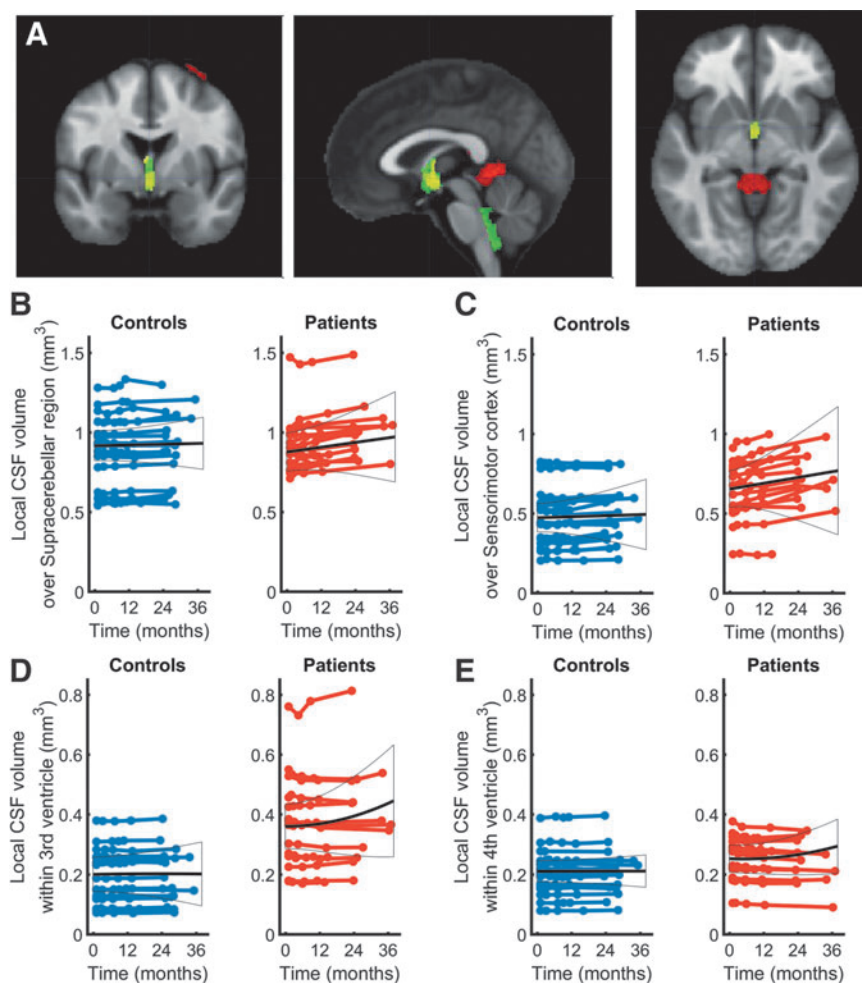 A
B
Controls
Patients
Local CSF volume
over Supracerebellar region (mm³)
1.5
1
0.5
0
0 12 24 36
Time (months)
1.5
1
0.5
0
0 12 24 36
Time (months)
C
Controls
Patients
Local CSF volume
over Sensorimotor cortex (mm³)
1.5
1
0.5
0
0 12 24 36
Time (months)
1.5
1
0.5
0
0 12 24 36
Time (months)
D
Controls
Patients
Local CSF volume
within 3rd ventricle (mm³)
0.8
0.6
0.4
0.2
0
0 12 24 36
Time (months)
0.8
0.6
0.4
0.2
0
0 12 24 36
Time (months)
E
Controls
Patients
Local CSF volume
within 4th ventricle (mm³)
0.8
0.6
0.4
0.2
0
0 12 24 36
Time (months)
0.8
0.6
0.4
0.2
0
0 12 24 36
Time (months)